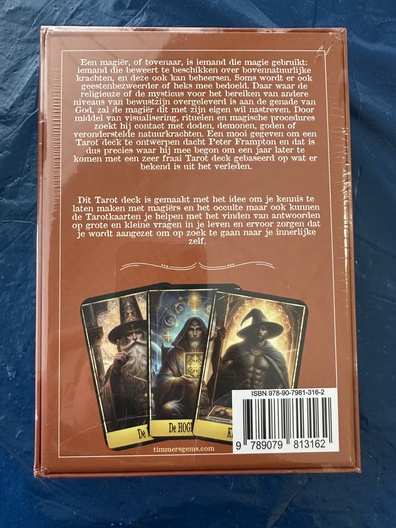 Een magiër, of tovenaar, is iemand die magie gebruikt:
iemand die beweert te beschikken over bovennatuurlijke
krachten, en deze ook kan beheersen. Soms wordt er ook
geestenbezweerder of heks mee bedoeld. Daar waar de
religieuze of de mysticus voor het bereiken van andere
niveaus van bewustzijn overgeleverd is aan de genade van
God, zal de magiër dit met zijn eigen wil nastreven. Door
middel van visualisering, rituelen en magische procedures
zoekt hij contact met doden, demonen, goden of
veronderstelde natuurkrachten. Een mooi gegeven om een
Tarot deck te ontwerpen dacht Peter Frampton en dat is
dus precies waar hij mee begon om een jaar later te
komen met een zeer fraai Tarot deck gebaseerd op wat er
bekend is uit het verleden.
Dit Tarot deck is gemaakt met het idee om je kennis te
laten maken met magiërs en het occulte maar ook kunnen
de Tarotkaarten je helpen met het vinden van antwoorden
op grote en kleine vragen in je leven en ervoor zorgen dat
je wordt aangezet om op zoek te gaan naar je innerlijke
zelf.
De
De HOG
timmersgems.com
ISBN 978-90-7981-316-2
9 789079 813162